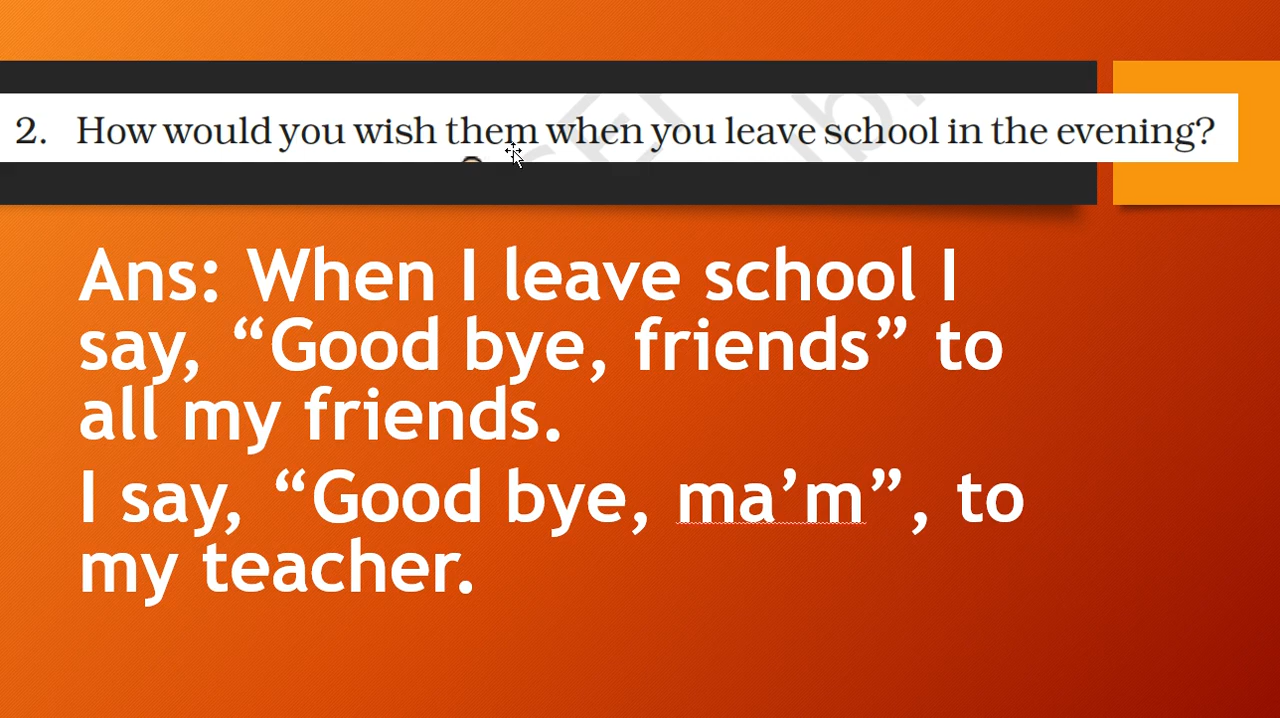 2. How would you wish them when you leave school in the evening?
Ans: When I leave school I
say, “Good bye, friends” to
all my friends.
I say, “Good bye, ma’m”, to
my teacher.